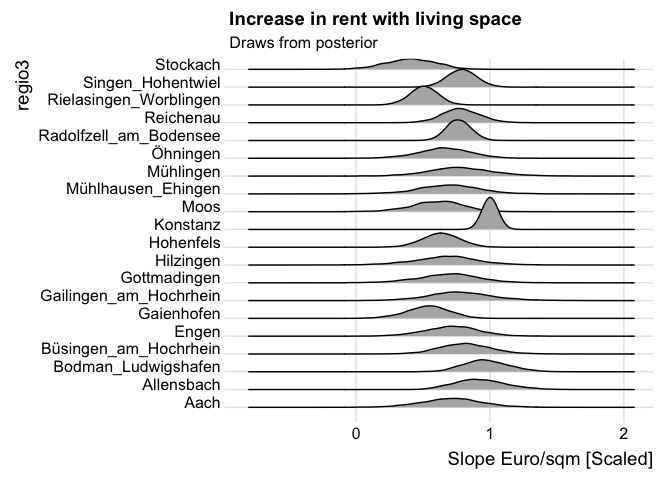 Increase in rent with living space
Draws from posterior
regio3
Stockach
Singen_Hohentwiel
Rielasingen_Worblingen
Reichenau
Radolfzell_am_Bodensee
Öhningen
Mühlingen
Mühlhausen_Ehingen
Moos
Konstanz
Hohenfels
Hilzingen
Gottmadingen
Gailingen_am_Hochrhein
Gaienhofen
Engen
Büsingen_am_Hochrhein
Bodman_Ludwigshafen
Allensbach
Aach
0 1 2
Slope Euro/sqm [Scaled]